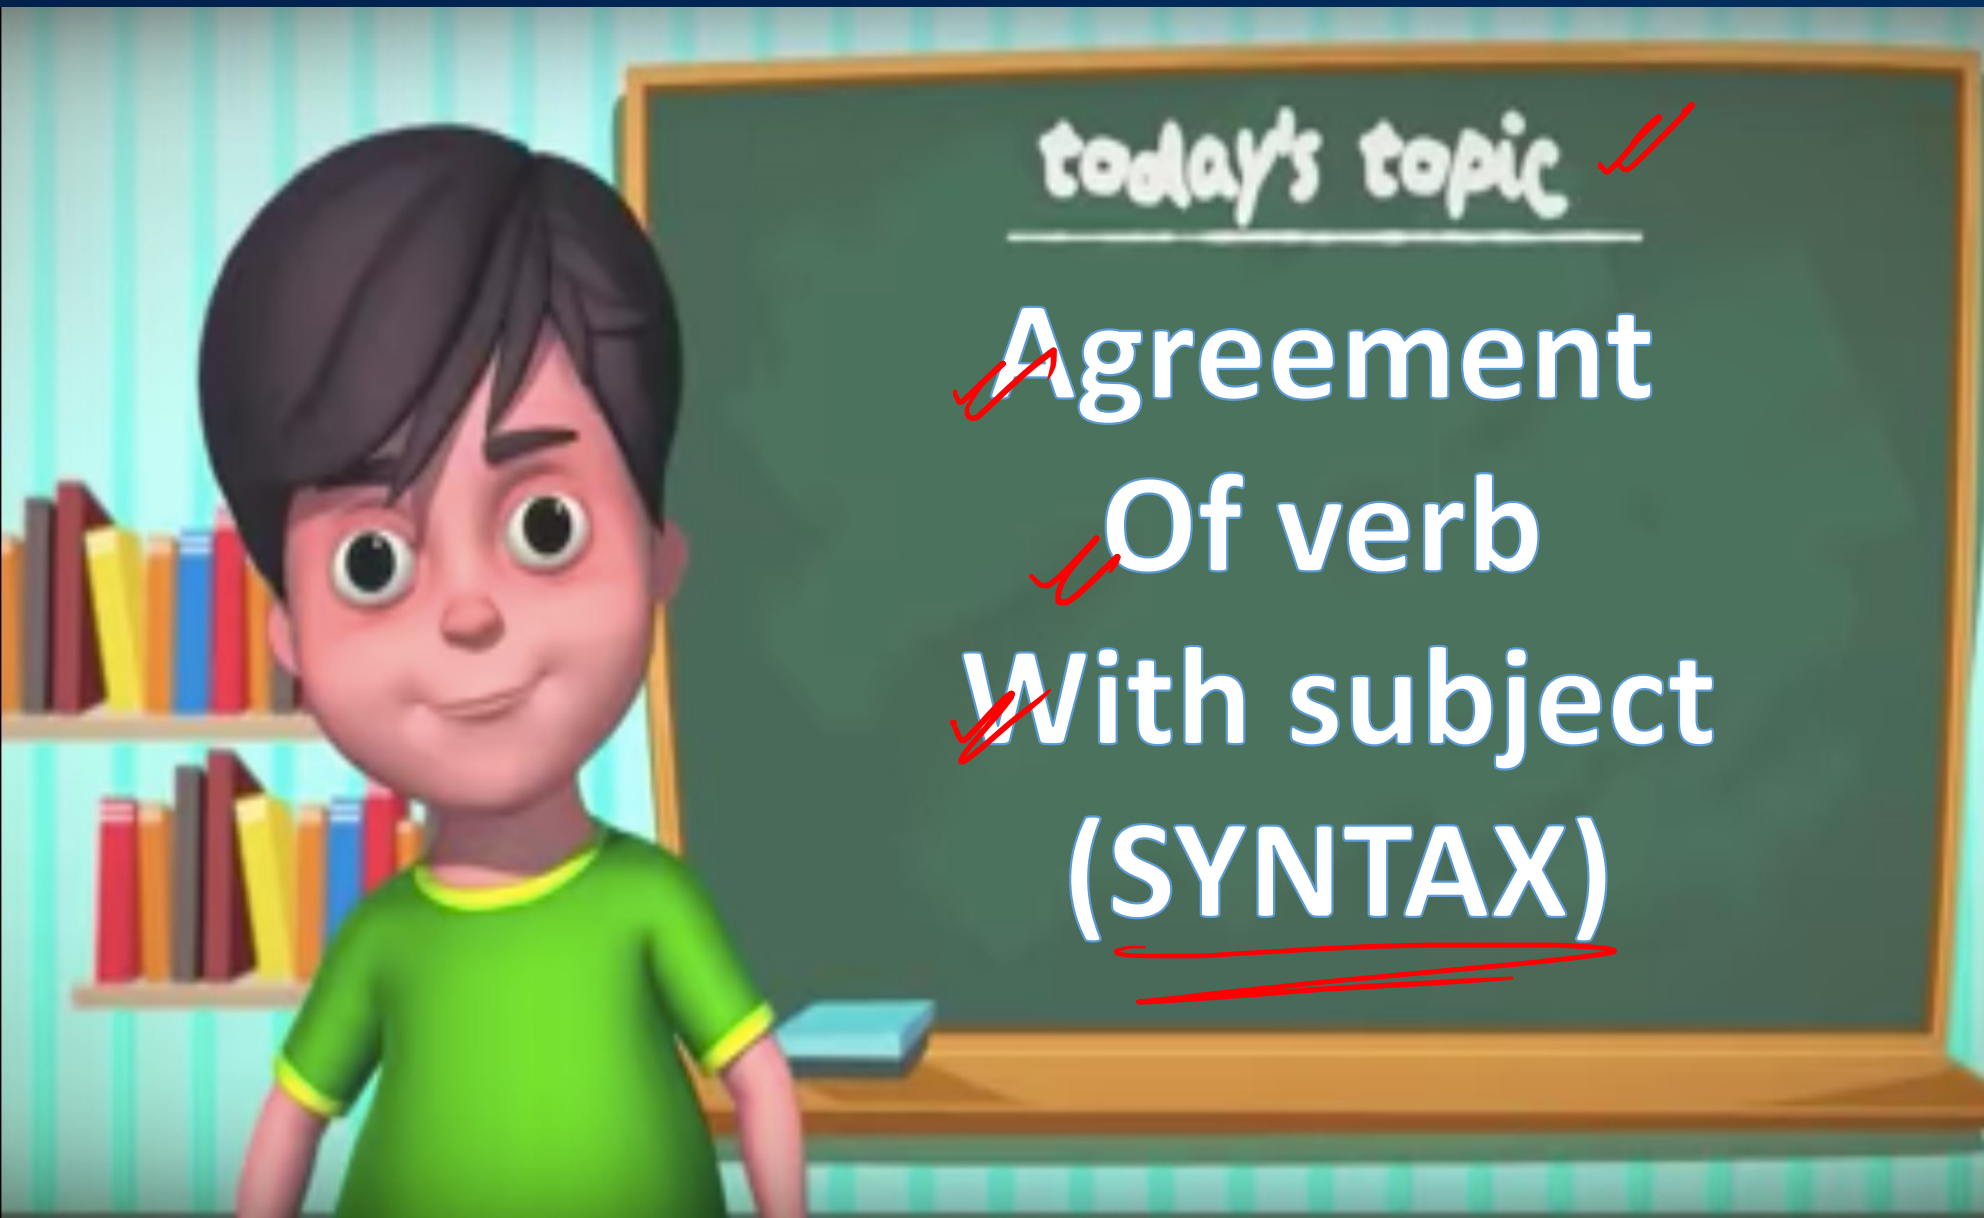 today's topic
Agreement
Of verb
With subject
(SYNTAX)